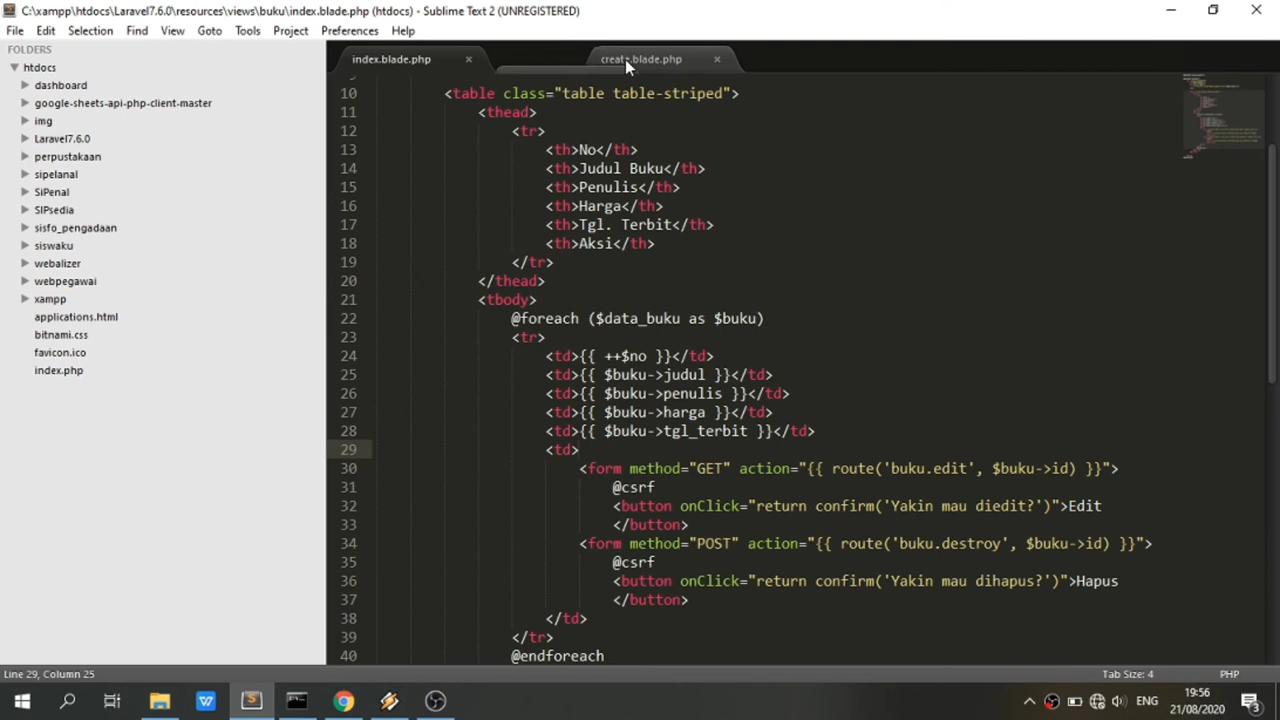 C:\xampp\htdocs\Laravel7.6.0\resources\views\buku\index.blade.php (htdocs) - Sublime Text 2 (UNREGISTERED)
File Edit Selection Find View Goto Tools Project Preferences Help
FOLDERS
htdocs
dashboard
google-sheets-api-php-client-master
img
Laravel7.6.0
perpustakaan
sipelanal
SIPenal
SIPsedia
sisfo_pengadaan
siswaku
webalizer
webpegawai
xampp
applications.html
bitnami.css
favicon.ico
index.php
index.blade.php × create.blade.php ×
10 <table class="table table-striped">
11 <thead>
12 <tr>
13 <th>No</th>
14 <th>Judul Buku</th>
15 <th>Penulis</th>
16 <th>Harga</th>
17 <th>Tgl. Terbit</th>
18 <th>Aksi</th>
19 </tr>
20 </thead>
21 <tbody>
22 @foreach ($data_buku as $buku)
23 <tr>
24 <td>{{ ++$no }}</td>
25 <td>{{ $buku->judul }}</td>
26 <td>{{ $buku->penulis }}</td>
27 <td>{{ $buku->harga }}</td>
28 <td>{{ $buku->tgl_terbit }}</td>
29 <td>
30 <form method="GET" action="{{ route('buku.edit', $buku->id) }}">
31 @csrf
32 <button onClick="return confirm('Yakin mau diedit?')">Edit
33 </button>
34 <form method="POST" action="{{ route('buku.destroy', $buku->id) }}">
35 @csrf
36 <button onClick="return confirm('Yakin mau dihapus?')">Hapus
37 </button>
38 </td>
39 </tr>
40 @endforeach
Line 29, Column 25 Tab Size: 4 PHP
ENG 19:56
21/08/2020 3